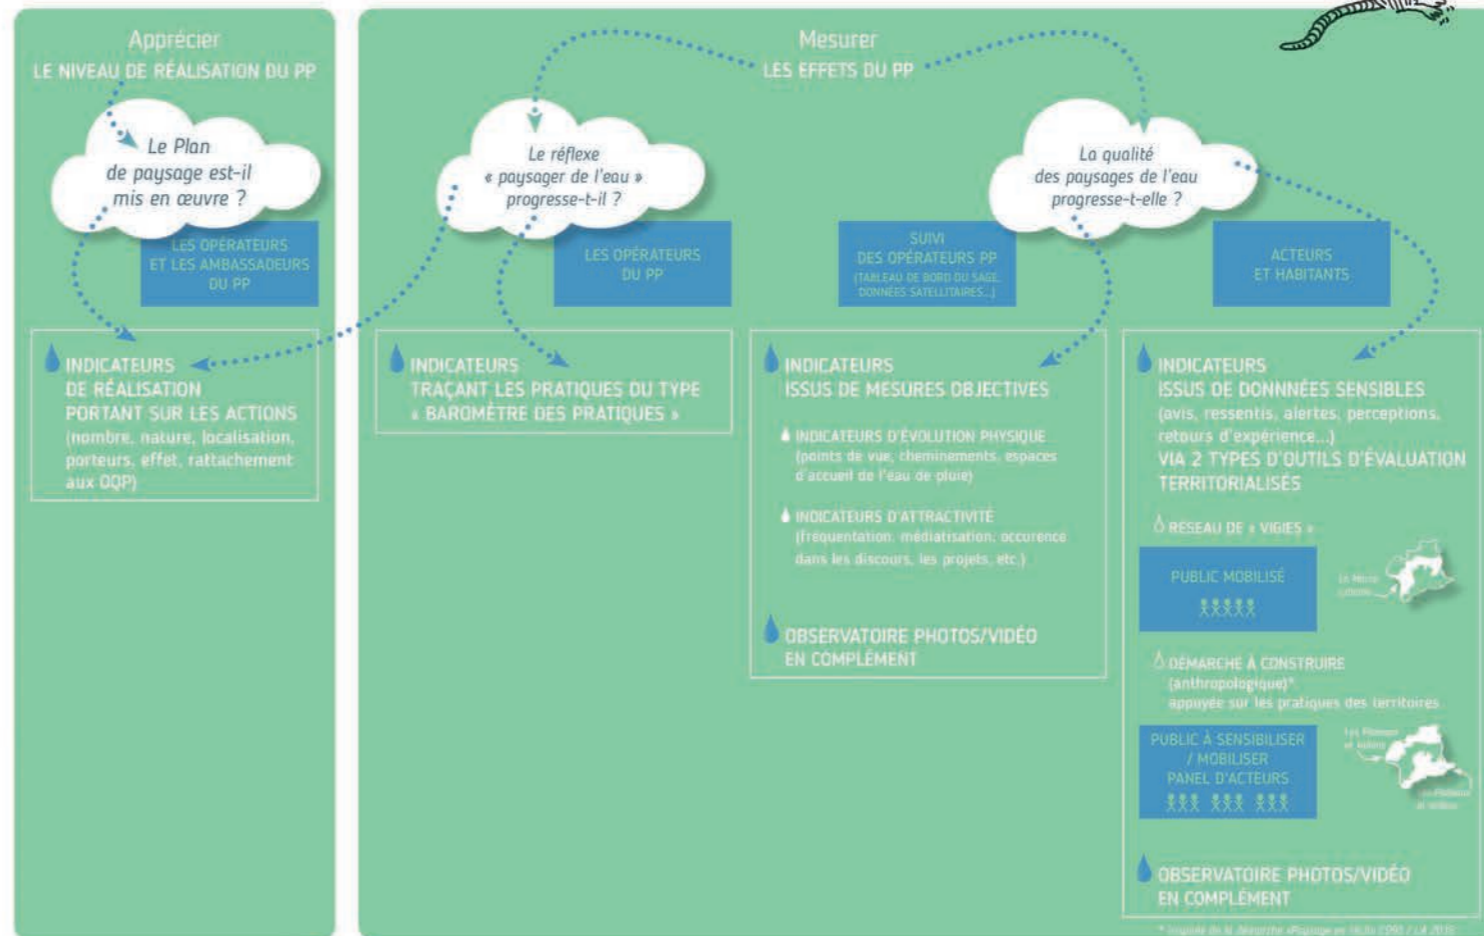 Apprécier
LE NIVEAU DE RÉALISATION DU PP
Le Plan
de paysage est-il
mis en œuvre ?
LES OPÉRATEURS
ET LES AMBASSADEURS
DU PP
INDICATEURS
DE RÉALISATION
PORTANT SUR LES ACTIONS
(nombre, nature, localisation,
porteurs, effet, rattachement
aux OQP)
Mesurer
LES EFFETS DU PP
Le réflexe
« paysager de l'eau »
progresse-t-il ?
LES OPÉRATEURS
DU PP
INDICATEURS
TRAÇANT LES PRATIQUES DU TYPE
« BAROMÈTRE DES PRATIQUES »
La qualité
des paysages de l'eau
progresse-t-elle ?
SUIVI
DES OPÉRATEURS PP
(TABLEAU DE BORD DU SAGE,
DONNÉES SATELLITAIRES...)
INDICATEURS
ISSUS DE MESURES OBJECTIVES
INDICATEURS D'ÉVOLUTION PHYSIQUE
(points de vue, cheminements, espaces
d'accueil de l'eau de pluie)
INDICATEURS D'ATTRACTIVITÉ
(fréquentation, médiatisation, occurence
dans les discours, les projets, etc.)
OBSERVATOIRE PHOTOS/VIDÉO
EN COMPLÉMENT
ACTEURS
ET HABITANTS
INDICATEURS
ISSUS DE DONNNÉES SENSIBLES
(avis, ressentis, alertes, perceptions,
retours d'expérience...)
VIA 2 TYPES D'OUTILS D'ÉVALUATION
TERRITORIALISÉS
RÉSEAU DE « VIGIES »
PUBLIC MOBILISÉ
DÉMARCHE À CONSTRUIRE
(anthropologique)*
appuyée sur les pratiques des territoires
PUBLIC À SENSIBILISER
/ MOBILISER
PANEL D'ACTEURS
OBSERVATOIRE PHOTOS/VIDÉO
EN COMPLÉMENT